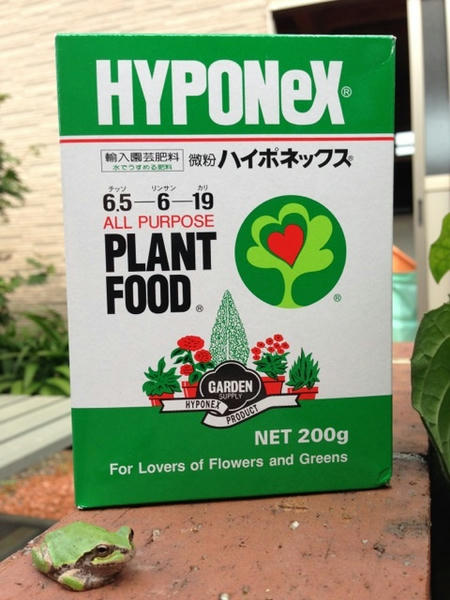 HYPONeX®
輸入園芸肥料
水でうすめる肥料
微粉ハイポネックス®
チッソ リンサン カリ
6.5—6—19
ALL PURPOSE
PLANT
FOOD®
®
GARDEN
SUPPLY
HYPONEX PRODUCT
NET 200g
For Lovers of Flowers and Greens